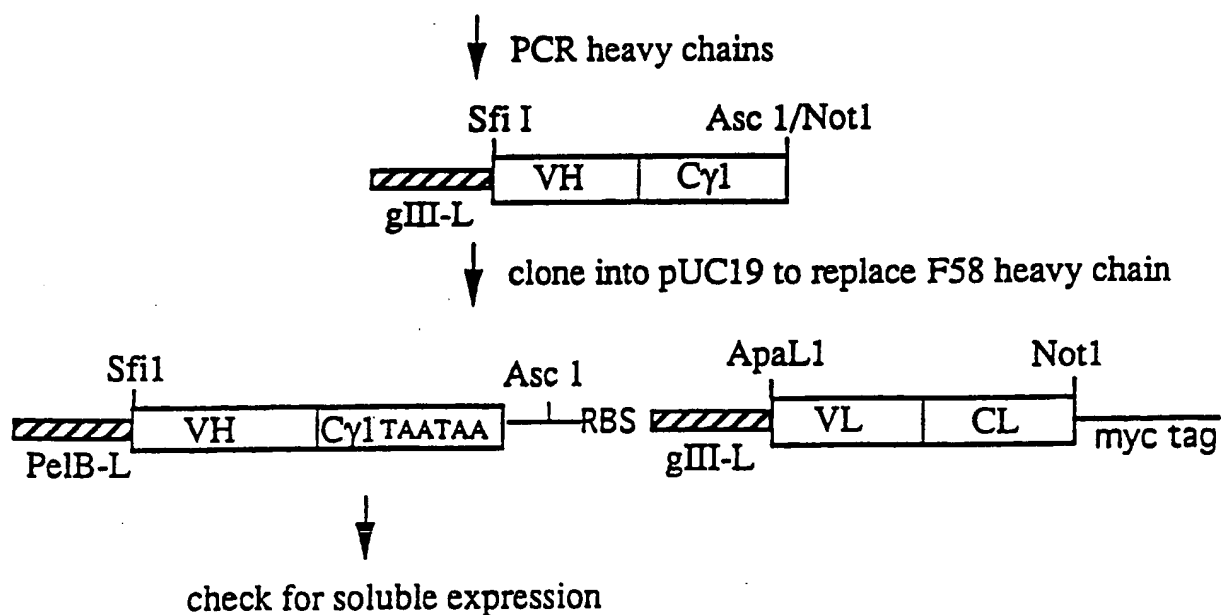 PCR heavy chains
Sfi I Asc 1/Not1
VH Cγ1
gIII-L
clone into pUC19 to replace F58 heavy chain
ApaL1 Not1
Sfi1 Asc 1
VH Cγ1 TAATAA RBS VL CL
PelB-L gIII-L myc tag
check for soluble expression